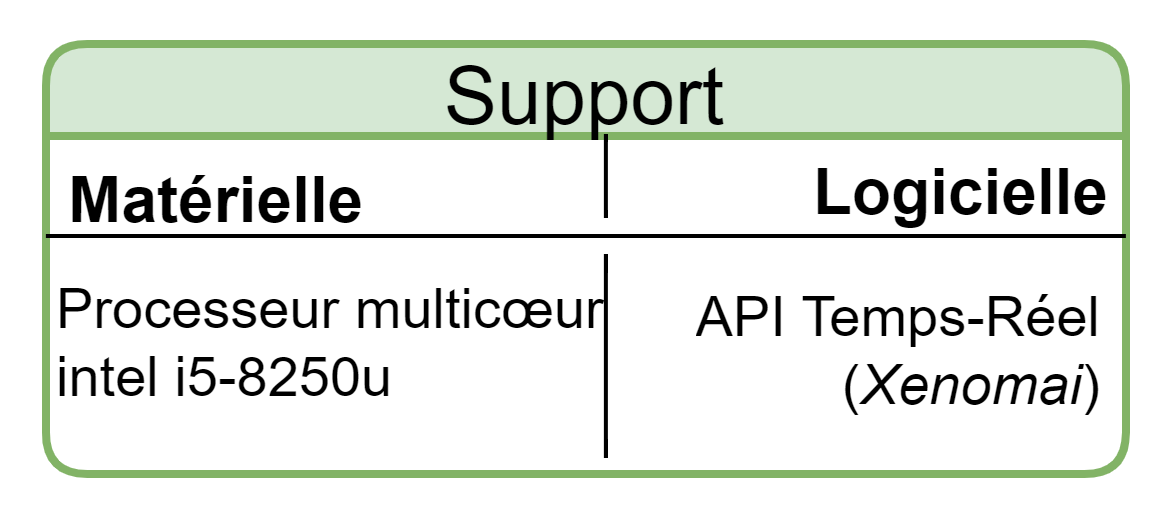 Support
Matérielle
Logicielle
Processeur multicœur
intel i5-8250u
API Temps-Réel
(Xenomai)